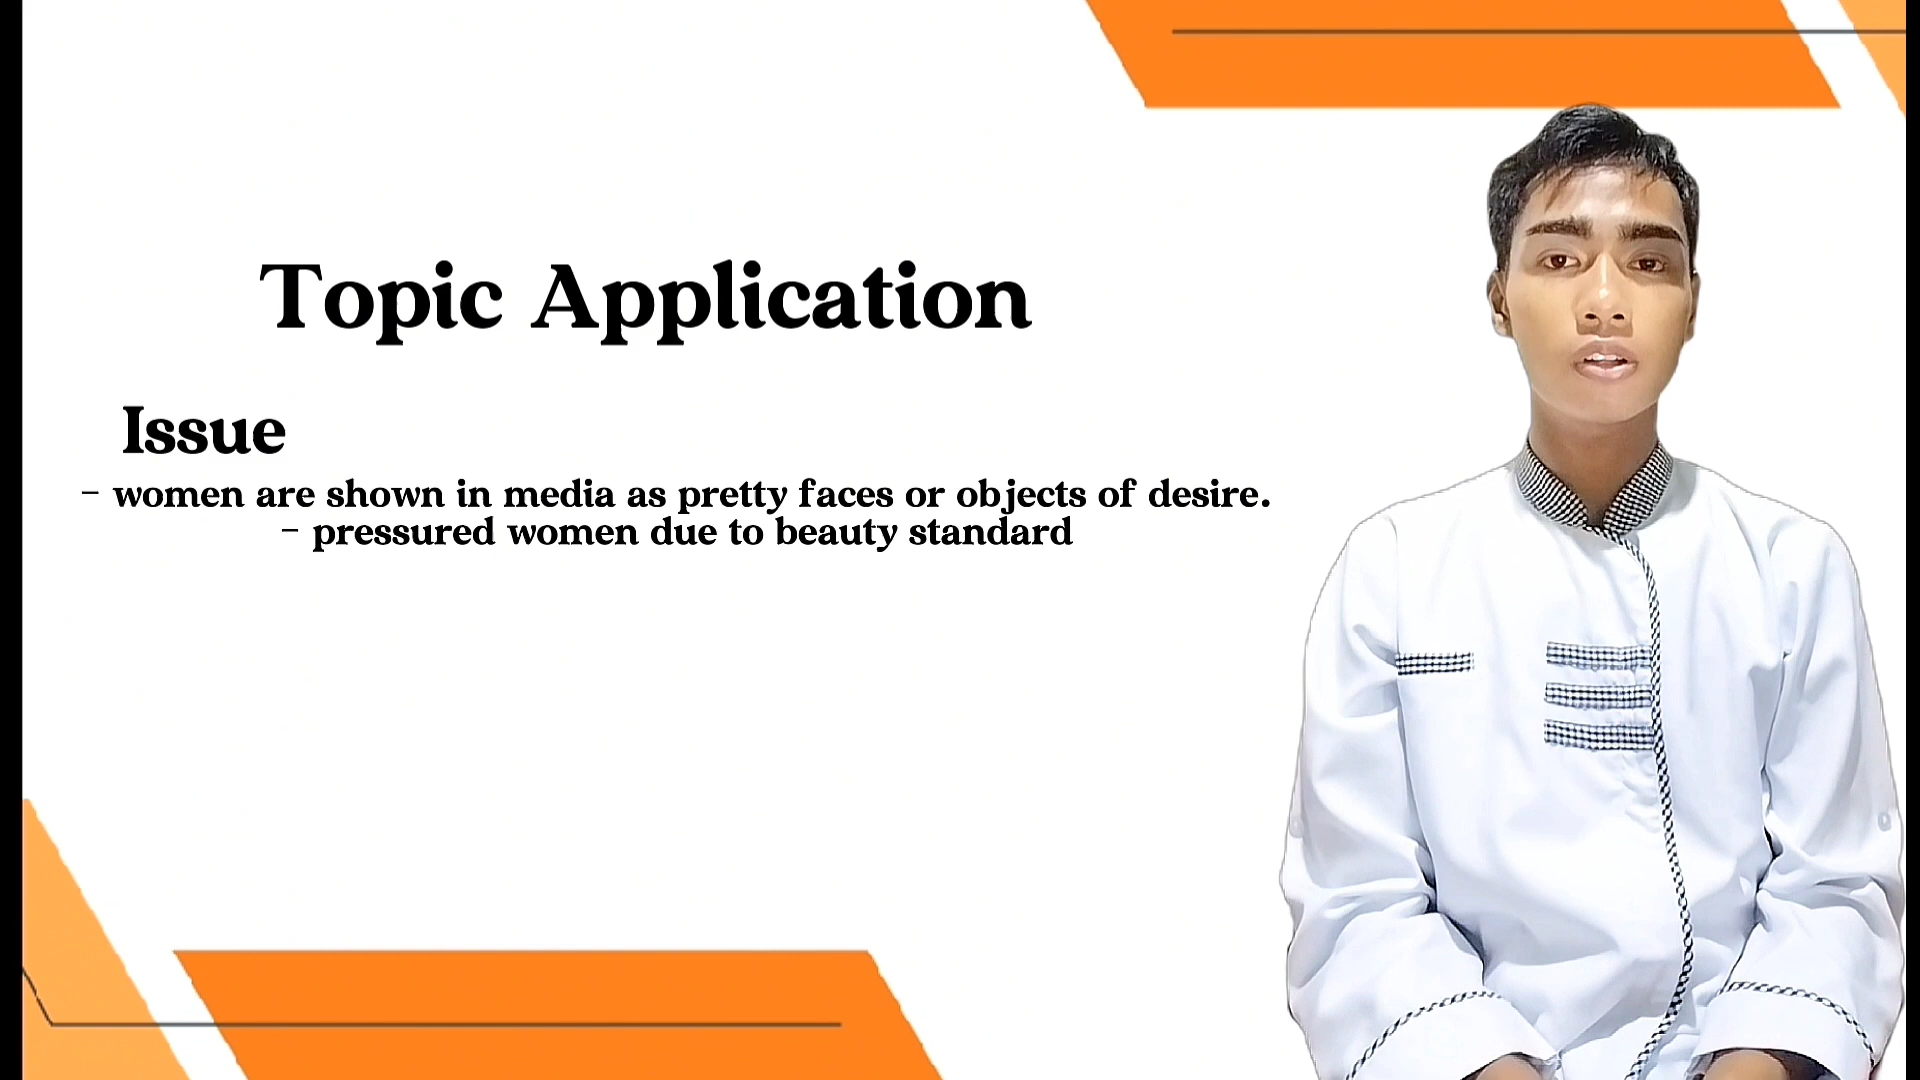 Topic Application
Issue
- women are shown in media as pretty faces or objects of desire.
- pressured women due to beauty standard